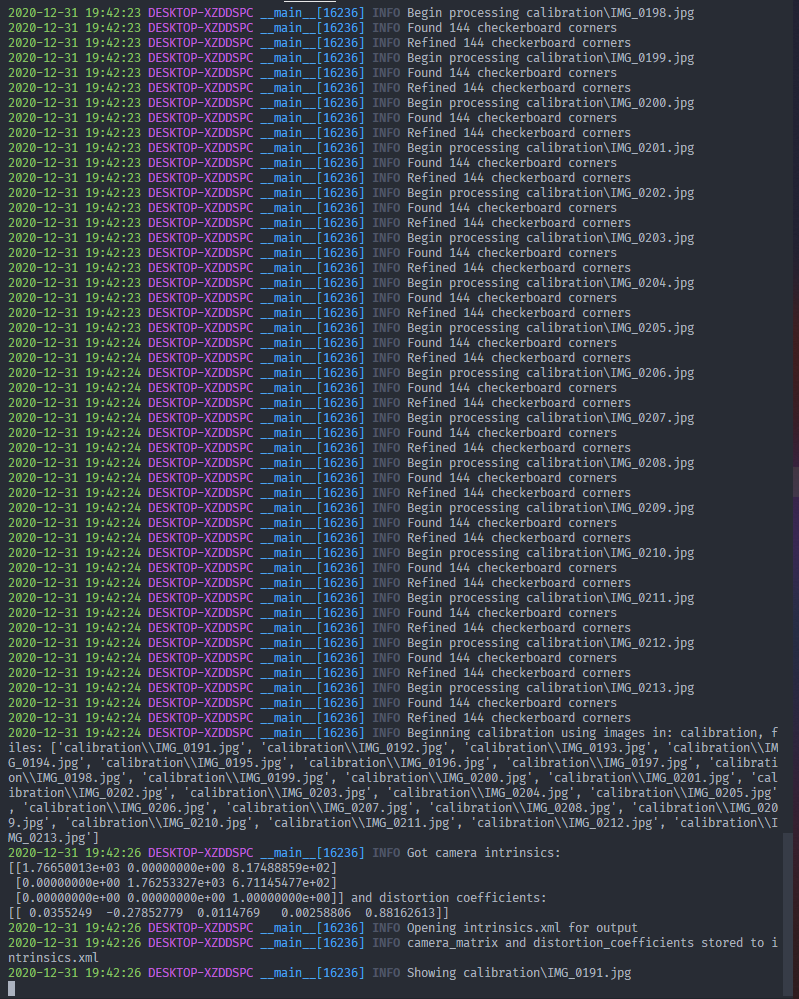 2020-12-31 19:42:23 DESKTOP-XZDDSPC __main__[16236] INFO Begin processing calibration\IMG_0198.jpg
2020-12-31 19:42:23 DESKTOP-XZDDSPC __main__[16236] INFO Found 144 checkerboard corners
2020-12-31 19:42:23 DESKTOP-XZDDSPC __main__[16236] INFO Refined 144 checkerboard corners
2020-12-31 19:42:23 DESKTOP-XZDDSPC __main__[16236] INFO Begin processing calibration\IMG_0199.jpg
2020-12-31 19:42:23 DESKTOP-XZDDSPC __main__[16236] INFO Found 144 checkerboard corners
2020-12-31 19:42:23 DESKTOP-XZDDSPC __main__[16236] INFO Refined 144 checkerboard corners
2020-12-31 19:42:23 DESKTOP-XZDDSPC __main__[16236] INFO Begin processing calibration\IMG_0200.jpg
2020-12-31 19:42:23 DESKTOP-XZDDSPC __main__[16236] INFO Found 144 checkerboard corners
2020-12-31 19:42:23 DESKTOP-XZDDSPC __main__[16236] INFO Refined 144 checkerboard corners
2020-12-31 19:42:23 DESKTOP-XZDDSPC __main__[16236] INFO Begin processing calibration\IMG_0201.jpg
2020-12-31 19:42:23 DESKTOP-XZDDSPC __main__[16236] INFO Found 144 checkerboard corners
2020-12-31 19:42:23 DESKTOP-XZDDSPC __main__[16236] INFO Refined 144 checkerboard corners
2020-12-31 19:42:23 DESKTOP-XZDDSPC __main__[16236] INFO Begin processing calibration\IMG_0202.jpg
2020-12-31 19:42:23 DESKTOP-XZDDSPC __main__[16236] INFO Found 144 checkerboard corners
2020-12-31 19:42:23 DESKTOP-XZDDSPC __main__[16236] INFO Refined 144 checkerboard corners
2020-12-31 19:42:23 DESKTOP-XZDDSPC __main__[16236] INFO Begin processing calibration\IMG_0203.jpg
2020-12-31 19:42:23 DESKTOP-XZDDSPC __main__[16236] INFO Found 144 checkerboard corners
2020-12-31 19:42:23 DESKTOP-XZDDSPC __main__[16236] INFO Refined 144 checkerboard corners
2020-12-31 19:42:23 DESKTOP-XZDDSPC __main__[16236] INFO Begin processing calibration\IMG_0204.jpg
2020-12-31 19:42:23 DESKTOP-XZDDSPC __main__[16236] INFO Found 144 checkerboard corners
2020-12-31 19:42:23 DESKTOP-XZDDSPC __main__[16236] INFO Refined 144 checkerboard corners
2020-12-31 19:42:23 DESKTOP-XZDDSPC __main__[16236] INFO Begin processing calibration\IMG_0205.jpg
2020-12-31 19:42:24 DESKTOP-XZDDSPC __main__[16236] INFO Found 144 checkerboard corners
2020-12-31 19:42:24 DESKTOP-XZDDSPC __main__[16236] INFO Refined 144 checkerboard corners
2020-12-31 19:42:24 DESKTOP-XZDDSPC __main__[16236] INFO Begin processing calibration\IMG_0206.jpg
2020-12-31 19:42:24 DESKTOP-XZDDSPC __main__[16236] INFO Found 144 checkerboard corners
2020-12-31 19:42:24 DESKTOP-XZDDSPC __main__[16236] INFO Refined 144 checkerboard corners
2020-12-31 19:42:24 DESKTOP-XZDDSPC __main__[16236] INFO Begin processing calibration\IMG_0207.jpg
2020-12-31 19:42:24 DESKTOP-XZDDSPC __main__[16236] INFO Found 144 checkerboard corners
2020-12-31 19:42:24 DESKTOP-XZDDSPC __main__[16236] INFO Refined 144 checkerboard corners
2020-12-31 19:42:24 DESKTOP-XZDDSPC __main__[16236] INFO Begin processing calibration\IMG_0208.jpg
2020-12-31 19:42:24 DESKTOP-XZDDSPC __main__[16236] INFO Found 144 checkerboard corners
2020-12-31 19:42:24 DESKTOP-XZDDSPC __main__[16236] INFO Refined 144 checkerboard corners
2020-12-31 19:42:24 DESKTOP-XZDDSPC __main__[16236] INFO Begin processing calibration\IMG_0209.jpg
2020-12-31 19:42:24 DESKTOP-XZDDSPC __main__[16236] INFO Found 144 checkerboard corners
2020-12-31 19:42:24 DESKTOP-XZDDSPC __main__[16236] INFO Refined 144 checkerboard corners
2020-12-31 19:42:24 DESKTOP-XZDDSPC __main__[16236] INFO Begin processing calibration\IMG_0210.jpg
2020-12-31 19:42:24 DESKTOP-XZDDSPC __main__[16236] INFO Found 144 checkerboard corners
2020-12-31 19:42:24 DESKTOP-XZDDSPC __main__[16236] INFO Refined 144 checkerboard corners
2020-12-31 19:42:24 DESKTOP-XZDDSPC __main__[16236] INFO Begin processing calibration\IMG_0211.jpg
2020-12-31 19:42:24 DESKTOP-XZDDSPC __main__[16236] INFO Found 144 checkerboard corners
2020-12-31 19:42:24 DESKTOP-XZDDSPC __main__[16236] INFO Refined 144 checkerboard corners
2020-12-31 19:42:24 DESKTOP-XZDDSPC __main__[16236] INFO Begin processing calibration\IMG_0212.jpg
2020-12-31 19:42:24 DESKTOP-XZDDSPC __main__[16236] INFO Found 144 checkerboard corners
2020-12-31 19:42:24 DESKTOP-XZDDSPC __main__[16236] INFO Refined 144 checkerboard corners
2020-12-31 19:42:24 DESKTOP-XZDDSPC __main__[16236] INFO Begin processing calibration\IMG_0213.jpg
2020-12-31 19:42:24 DESKTOP-XZDDSPC __main__[16236] INFO Found 144 checkerboard corners
2020-12-31 19:42:24 DESKTOP-XZDDSPC __main__[16236] INFO Refined 144 checkerboard corners
2020-12-31 19:42:24 DESKTOP-XZDDSPC __main__[16236] INFO Beginning calibration using images in: calibration, f
iles: ['calibration\\IMG_0191.jpg', 'calibration\\IMG_0192.jpg', 'calibration\\IMG_0193.jpg', 'calibration\\IM
G_0194.jpg', 'calibration\\IMG_0195.jpg', 'calibration\\IMG_0196.jpg', 'calibration\\IMG_0197.jpg', 'calibrati
on\\IMG_0198.jpg', 'calibration\\IMG_0199.jpg', 'calibration\\IMG_0200.jpg', 'calibration\\IMG_0201.jpg', 'cal
ibration\\IMG_0202.jpg', 'calibration\\IMG_0203.jpg', 'calibration\\IMG_0204.jpg', 'calibration\\IMG_0205.jpg'
, 'calibration\\IMG_0206.jpg', 'calibration\\IMG_0207.jpg', 'calibration\\IMG_0208.jpg', 'calibration\\IMG_020
9.jpg', 'calibration\\IMG_0210.jpg', 'calibration\\IMG_0211.jpg', 'calibration\\IMG_0212.jpg', 'calibration\\I
MG_0213.jpg']
2020-12-31 19:42:26 DESKTOP-XZDDSPC __main__[16236] INFO Got camera intrinsics:
[[1.76650013e+03 0.00000000e+00 8.17488859e+02]
[0.00000000e+00 1.76253327e+03 6.71145477e+02]
[0.00000000e+00 0.00000000e+00 1.00000000e+00]] and distortion coefficients:
[[ 0.0355249 -0.27852779 0.0114769 0.00258806 0.88162613]]
2020-12-31 19:42:26 DESKTOP-XZDDSPC __main__[16236] INFO Opening intrinsics.xml for output
2020-12-31 19:42:26 DESKTOP-XZDDSPC __main__[16236] INFO camera_matrix and distortion_coefficients stored to i
ntrinsics.xml
2020-12-31 19:42:26 DESKTOP-XZDDSPC __main__[16236] INFO Showing calibration\IMG_0191.jpg